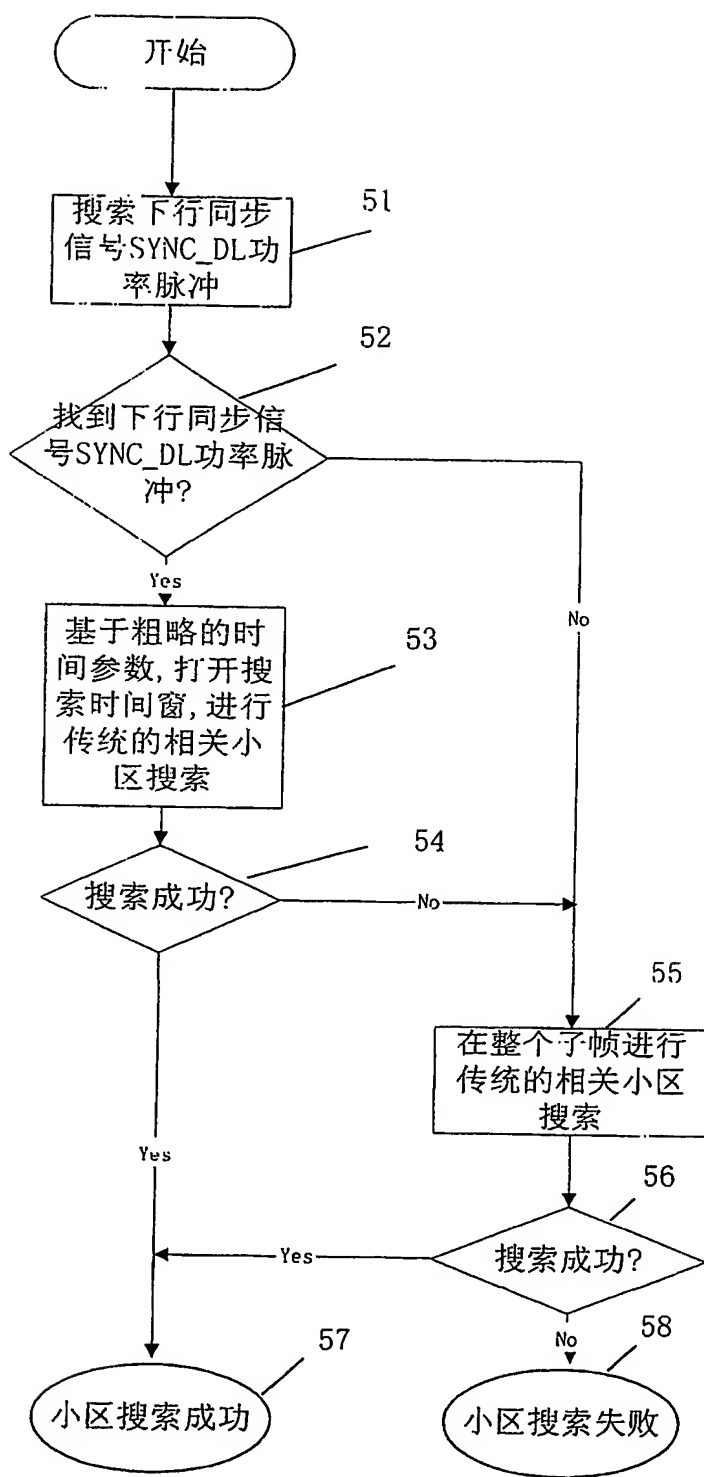 开始
搜索下行同步
信号SYNC_DL功
率脉冲
51
52
找到下行同步信
号SYNC_DL功率脉
冲?
Yes
No
基于粗略的时
间参数,打开搜
索时间窗,进行
传统的相关小
区搜索
53
54
搜索成功?
No
55
在整个子帧进行
传统的相关小区
搜索
Yes
56
搜索成功?
Yes
No
57
58
小区搜索成功
小区搜索失败